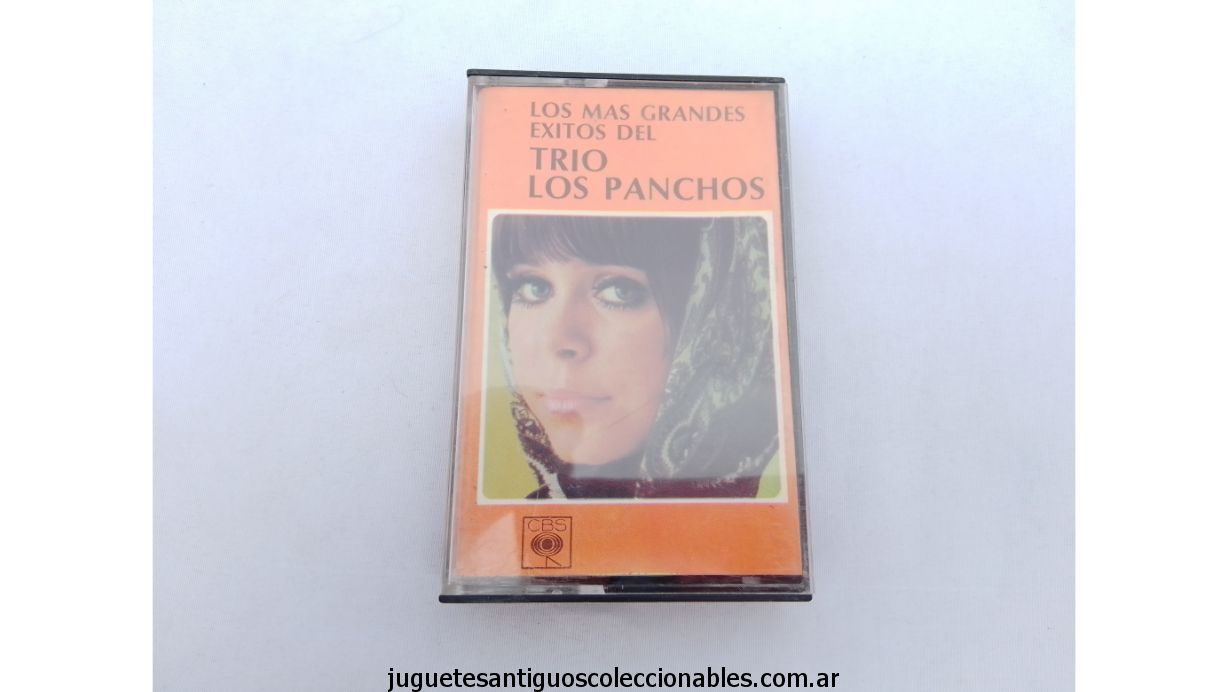 LOS MAS GRANDES
EXITOS DEL
TRIO
LOS PANCHOS
CBS
juguetesantiguoscoleccionables.com.ar